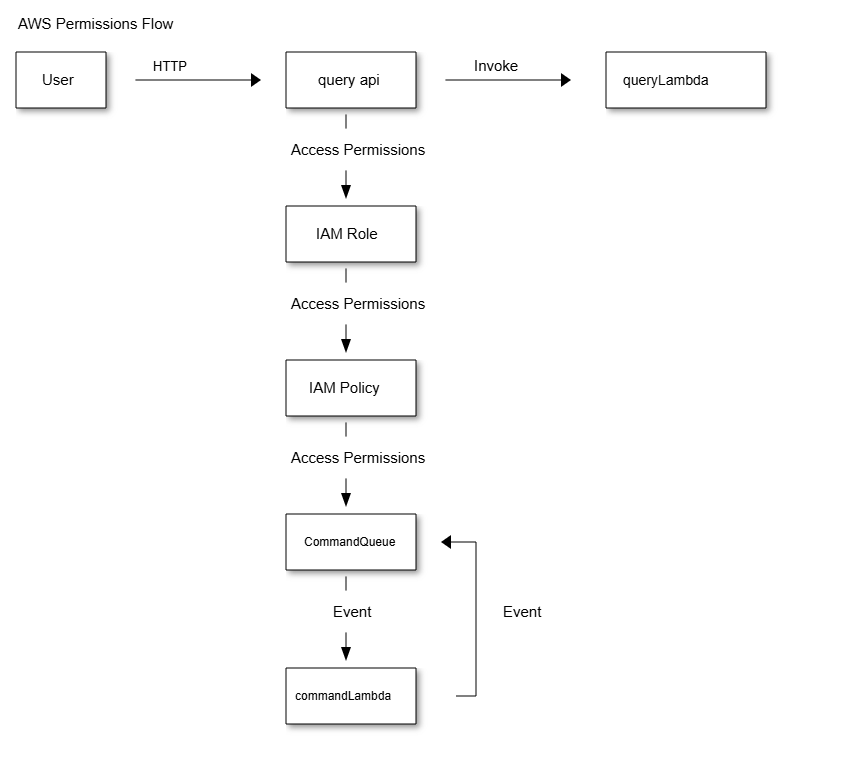 AWS Permissions Flow
User
HTTP
query api
Invoke
queryLambda
Access Permissions
IAM Role
Access Permissions
IAM Policy
Access Permissions
CommandQueue
Event
Event
commandLambda